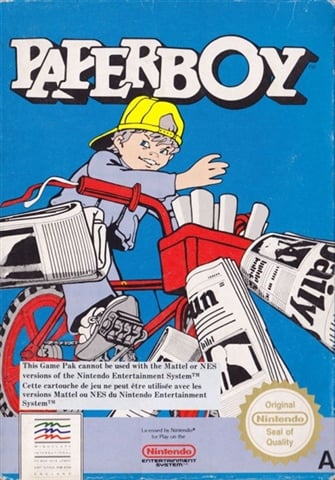 PAPERBOY
This Game Pak cannot be used with the Mattel or NES
versions of the Nintendo Entertainment System™
Cette cartouche de jeu ne peut être utilisée avec les
versions Mattel ou NES du Nintendo Entertainment
System™
MINDSCAPE
INTERNATIONAL
Licensed by Nintendo®
for Play on the
Nintendo
ENTERTAINMENT
SYSTEM™
Original
Nintendo
Seal of
Quality
A